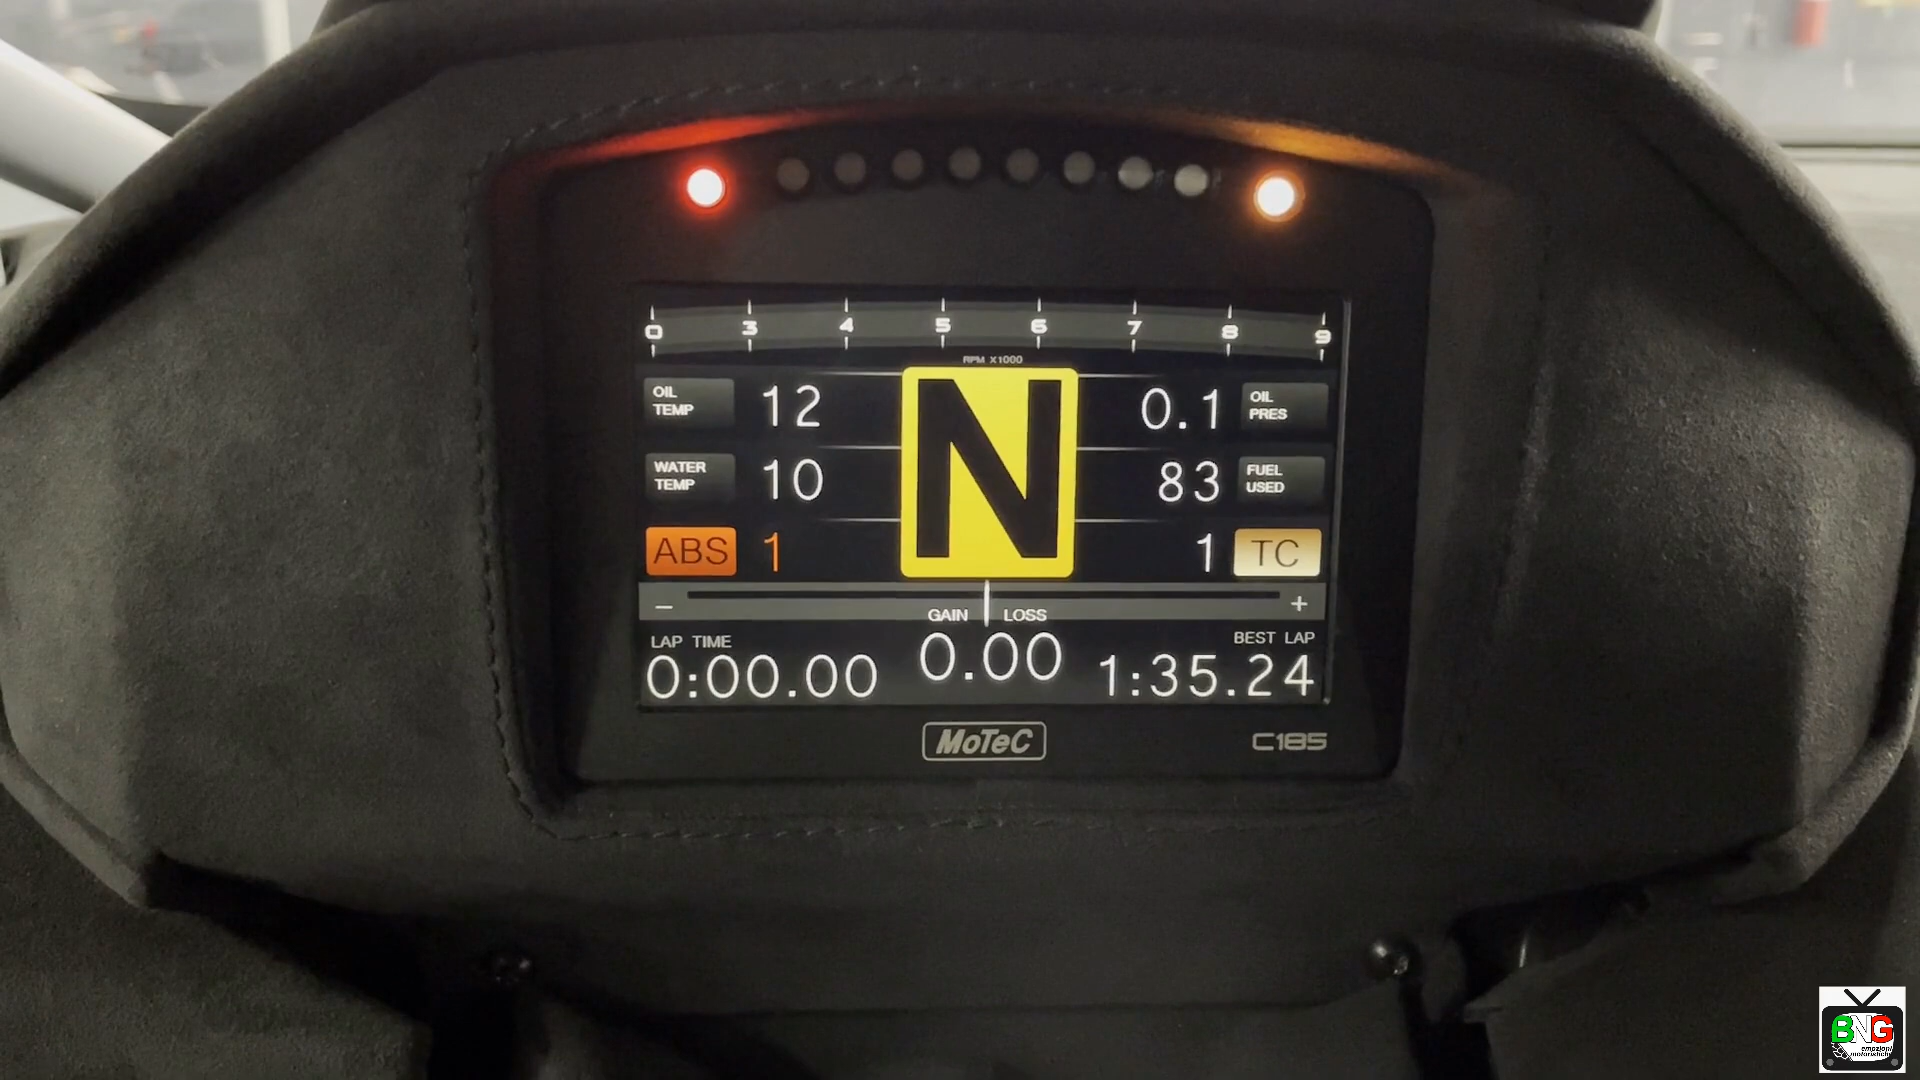 0 3 4 5 6 7 8 9
RPM X1000
OIL
TEMP
12
N
0.1
OIL
PRES
WATER
TEMP
10
83
FUEL
USED
ABS
1
1
TC
−
+
GAIN
LOSS
LAP TIME
0:00.00
0.00
BEST LAP
1:35.24
MoTeC
C185
BNG
emozioni
motoristiche